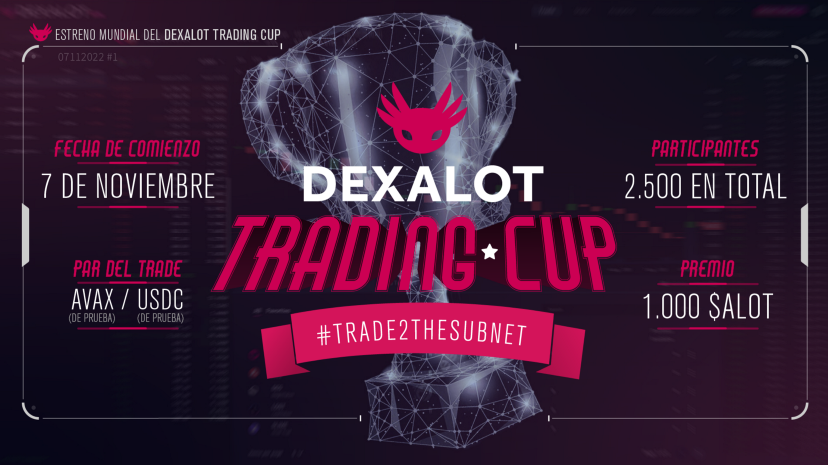 ESTRENO MUNDIAL DEL DEXALOT TRADING CUP
07112022 #1
FECHA DE COMIENZO
7 DE NOVIEMBRE
PAR DEL TRADE
AVAX / USDC
(DE PRUEBA) (DE PRUEBA)
DEXALOT
TRADING CUP
#TRADE2THESUBNET
PARTICIPANTES
2.500 EN TOTAL
PREMIO
1.000 $ALOT